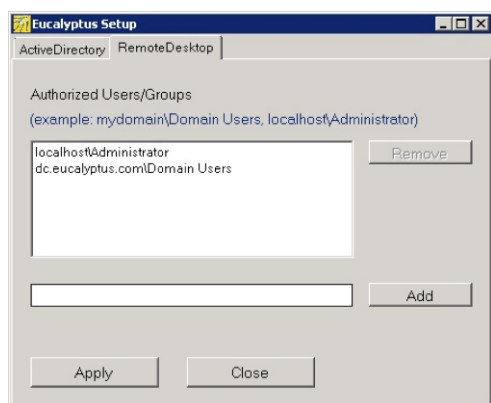 Eucalyptus Setup
ActiveDirectory
RemoteDesktop
Authorized Users/Groups
(example: mydomain\Domain Users, localhost\Administrator)
localhost\Administrator
dc.eucalyptus.com\Domain Users
Remove
Add
Apply
Close